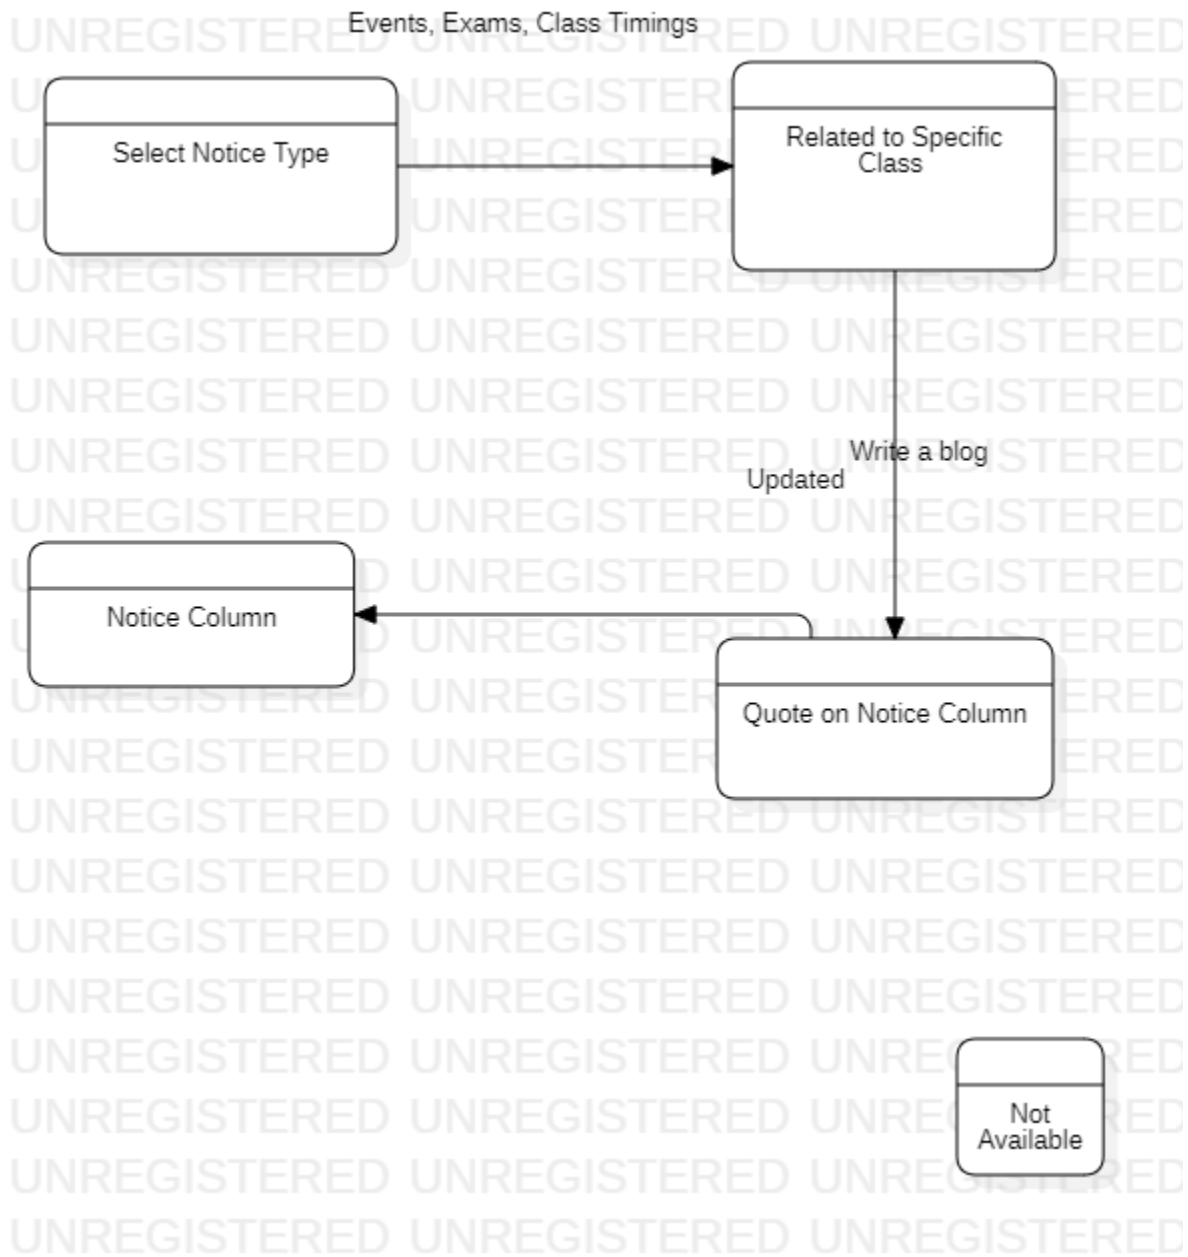 UNREGISTERED UNREGISTERED UNREGISTERED
Events, Exams, Class Timings
Select Notice Type
Related to Specific
Class
Write a blog
Updated
Notice Column
Quote on Notice Column
Not
Available